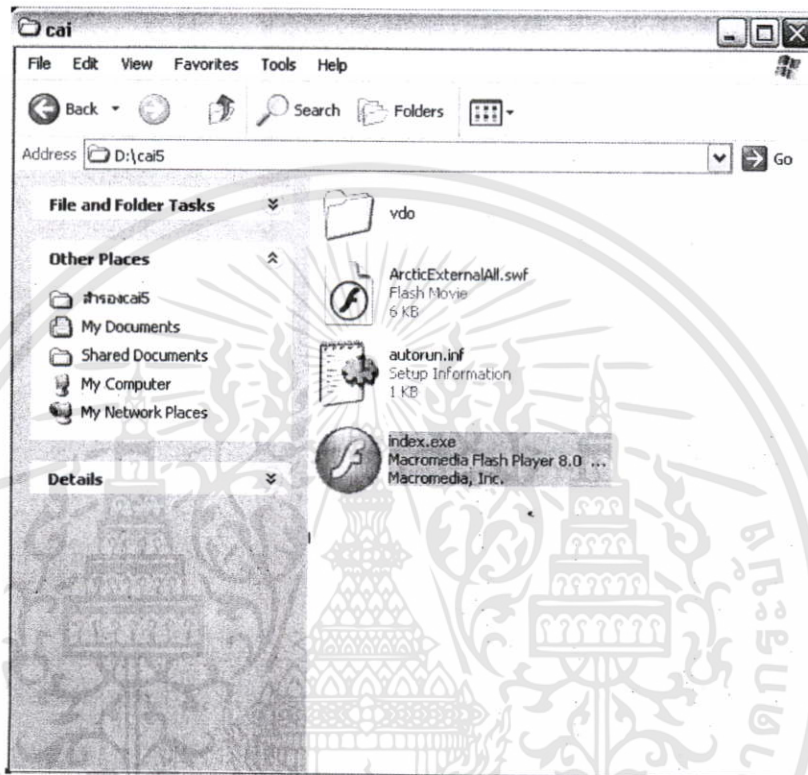 cai
File Edit View Favorites Tools Help
Back Search Folders
Address D:\cai5 Go
File and Folder Tasks
Other Places
สำรองcai5
My Documents
Shared Documents
My Computer
My Network Places
Details
vdo
ArcticExternalAll.swf
Flash Movie
6 KB
autorun.inf
Setup Information
1 KB
index.exe
Macromedia Flash Player 8.0 ...
Macromedia, Inc.